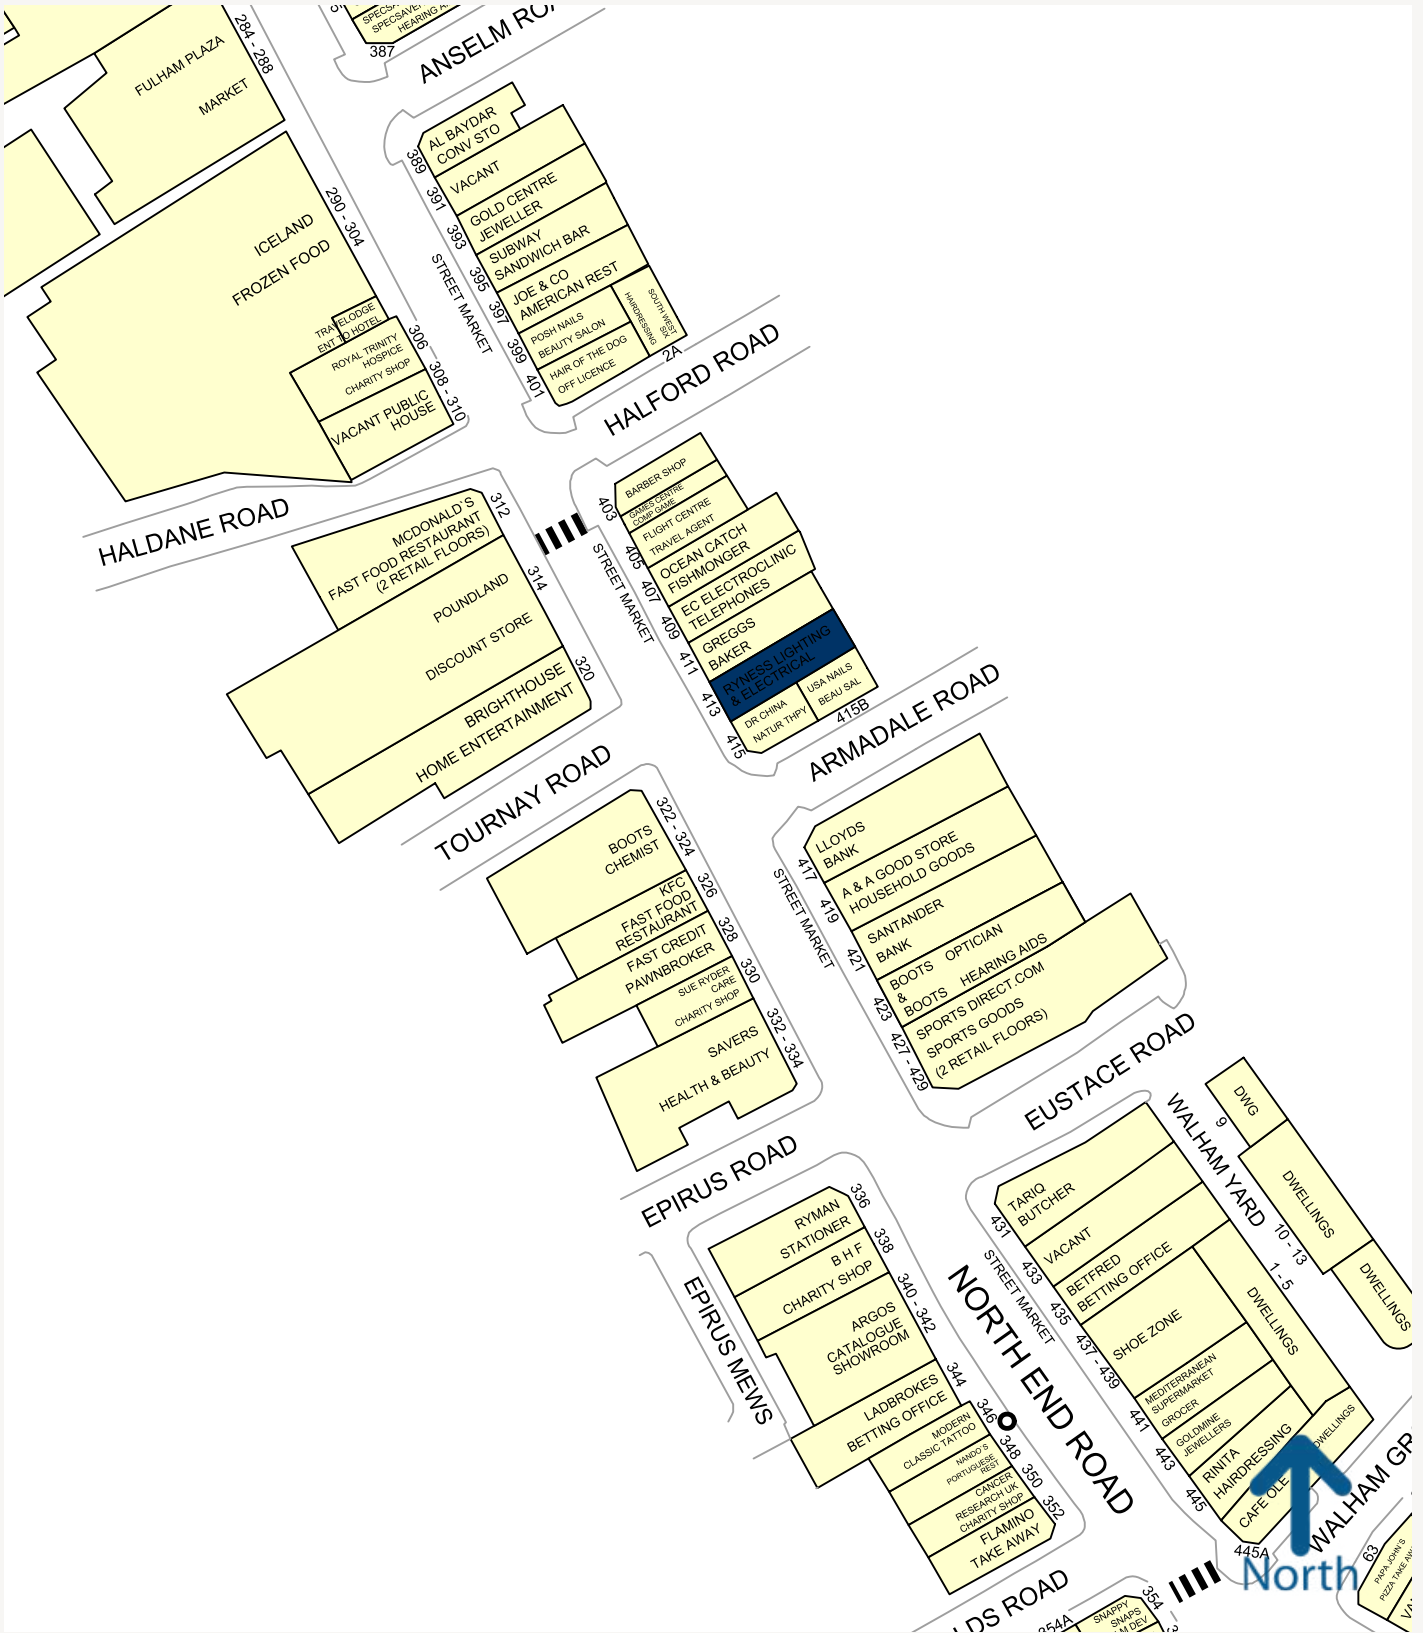 284 - 288
387
ANSELM
FULHAM PLAZA
MARKET
AL BAYDAR
CONV STO
389
VACANT
391
GOLD CENTRE
JEWELLER
393
SUBWAY
SANDWICH BAR
395
JOE & CO
AMERICAN REST
397
POSH NAILS
BEAUTY SALON
399
HAIR OF THE DOG
OFF LICENCE
401
SOUTH WEST
SIX
HAIRDRESSING
2A
STREET MARKET
290 - 304
ICELAND
FROZEN FOOD
TRAVELODGE
ENT TO HOTEL
306
ROYAL TRINITY
HOSPICE
CHARITY SHOP
308 - 310
VACANT PUBLIC
HOUSE
HALFORD ROAD
HALDANE ROAD
312
MCDONALD'S
FAST FOOD RESTAURANT
(2 RETAIL FLOORS)
314
POUNDLAND
DISCOUNT STORE
320
BRIGHTHOUSE
HOME ENTERTAINMENT
BARBER SHOP
403
GAMES CENTRE
COMP GAME
FLIGHT CENTRE
TRAVEL AGENT
405
OCEAN CATCH
FISHMONGER
407
EC ELECTROCLINIC
TELEPHONES
409
GREGGS
BAKER
411
RYNESS LIGHTING
& ELECTRICAL
413
DR CHINA
NATUR THPY
415
USA NAILS
BEAU SAL
415B
STREET MARKET
ARMADALE ROAD
TOURNAY ROAD
322 - 324
BOOTS
CHEMIST
326
KFC
FAST FOOD
RESTAURANT
328
FAST CREDIT
PAWNBROKER
330
SUE RYDER
CARE
CHARITY SHOP
332 - 334
SAVERS
HEALTH & BEAUTY
LLOYDS
BANK
417
A & A GOOD STORE
HOUSEHOLD GOODS
419
SANTANDER
BANK
421
BOOTS OPTICIAN
&
BOOTS HEARING AIDS
423
SPORTS DIRECT.COM
SPORTS GOODS
(2 RETAIL FLOORS)
427 - 429
STREET MARKET
EUSTACE ROAD
EPIRUS ROAD
336
RYMAN
STATIONER
338
B H F
CHARITY SHOP
340 - 342
ARGOS
CATALOGUE
SHOWROOM
344
LADBROKES
BETTING OFFICE
346
MODERN
CLASSIC TATTOO
348
NANDO'S
PORTUGUESE
REST
350
CANCER
RESEARCH UK
CHARITY SHOP
352
FLAMINO
TAKE AWAY
EPIRUS MEWS
NORTH END ROAD
TARIQ
BUTCHER
431
VACANT
433
BETFRED
BETTING OFFICE
435
SHOE ZONE
437 - 439
MEDITERRANEAN
SUPERMARKET
GROCER
441
GOLDMINE
JEWELLERS
443
RINITA
HAIRDRESSING
445
CAFE OLE
445A
DWELLINGS
STREET MARKET
DWELLINGS
1 - 5
WALHAM YARD
DWG
9
DWELLINGS
10 - 13
DWELLINGS
WALHAM GR
63
PAPA JOHN'S
PIZZA TAKE
North
LDS ROAD
354A
354
SNAPPY
SNAPS